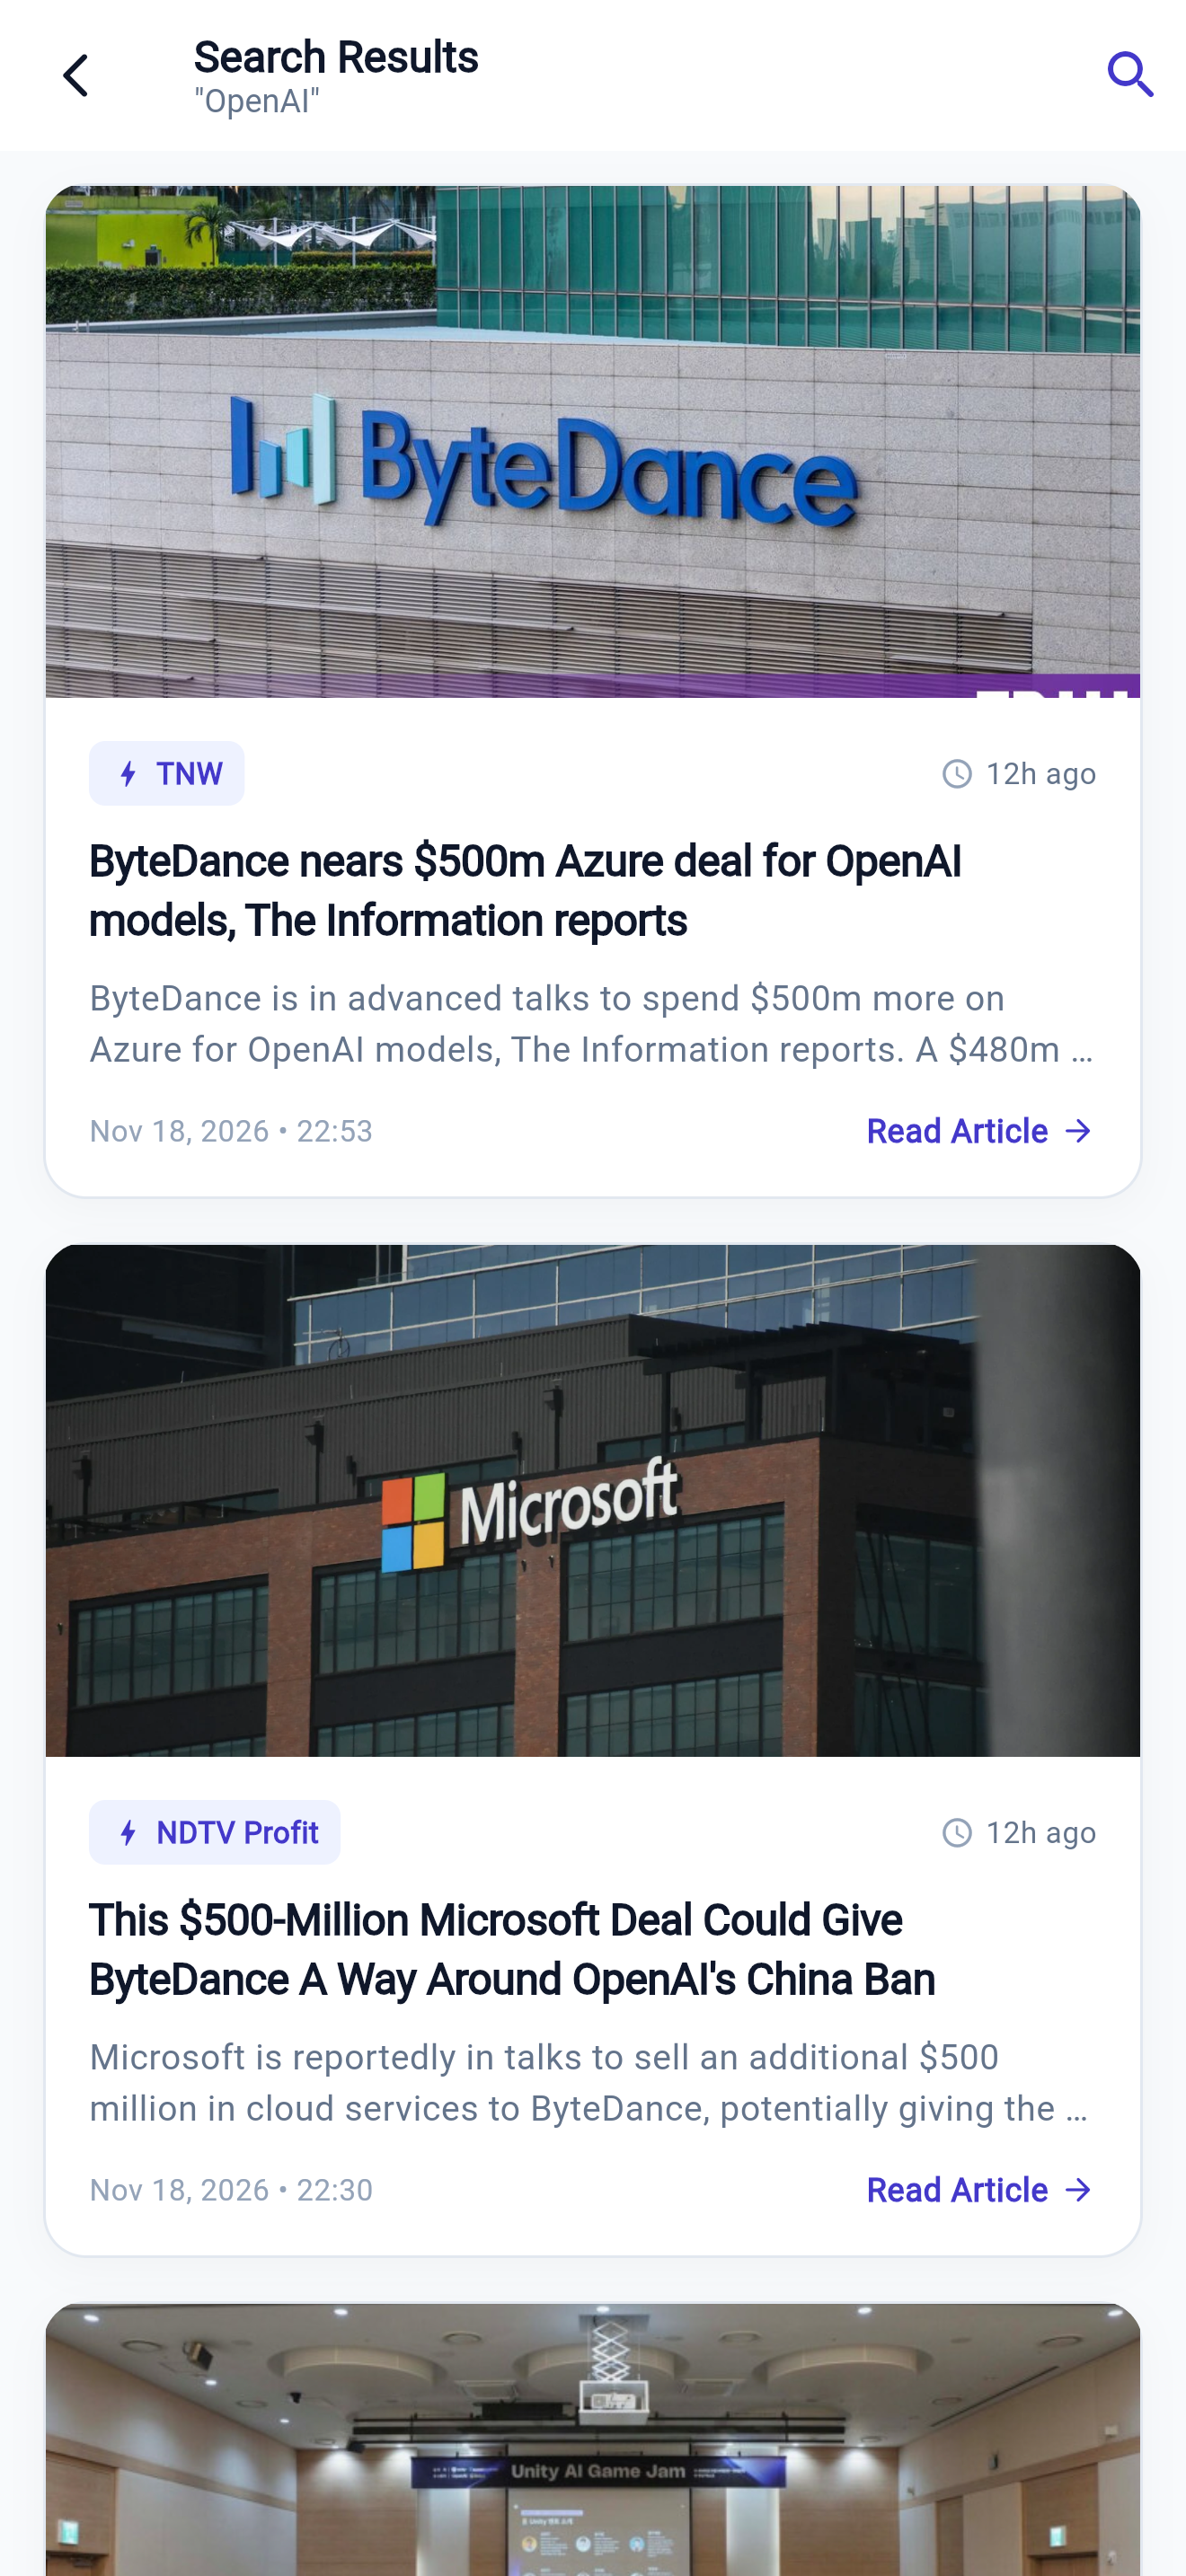 Search Results
"OpenAI"
ByteDance
TNW
12h ago
ByteDance nears $500m Azure deal for OpenAI
models, The Information reports
ByteDance is in advanced talks to spend $500m more on
Azure for OpenAI models, The Information reports. A $480m ...
Nov 18, 2026 • 22:53
Read Article
Microsoft
NDTV Profit
12h ago
This $500-Million Microsoft Deal Could Give
ByteDance A Way Around OpenAI's China Ban
Microsoft is reportedly in talks to sell an additional $500
million in cloud services to ByteDance, potentially giving the ...
Nov 18, 2026 • 22:30
Read Article
Unity AI Game Jam